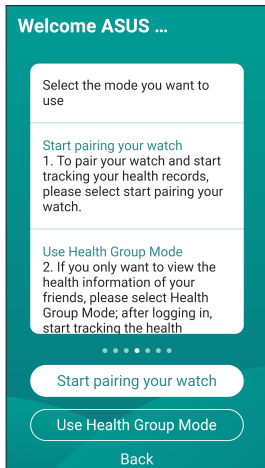 Welcome ASUS ...
Select the mode you want to
use
Start pairing your watch
1. To pair your watch and start
tracking your health records,
please select start pairing your
watch.
Use Health Group Mode
2. If you only want to view the
health information of your
friends, please select Health
Group Mode; after logging in,
start tracking the health
Start pairing your watch
Use Health Group Mode
Back